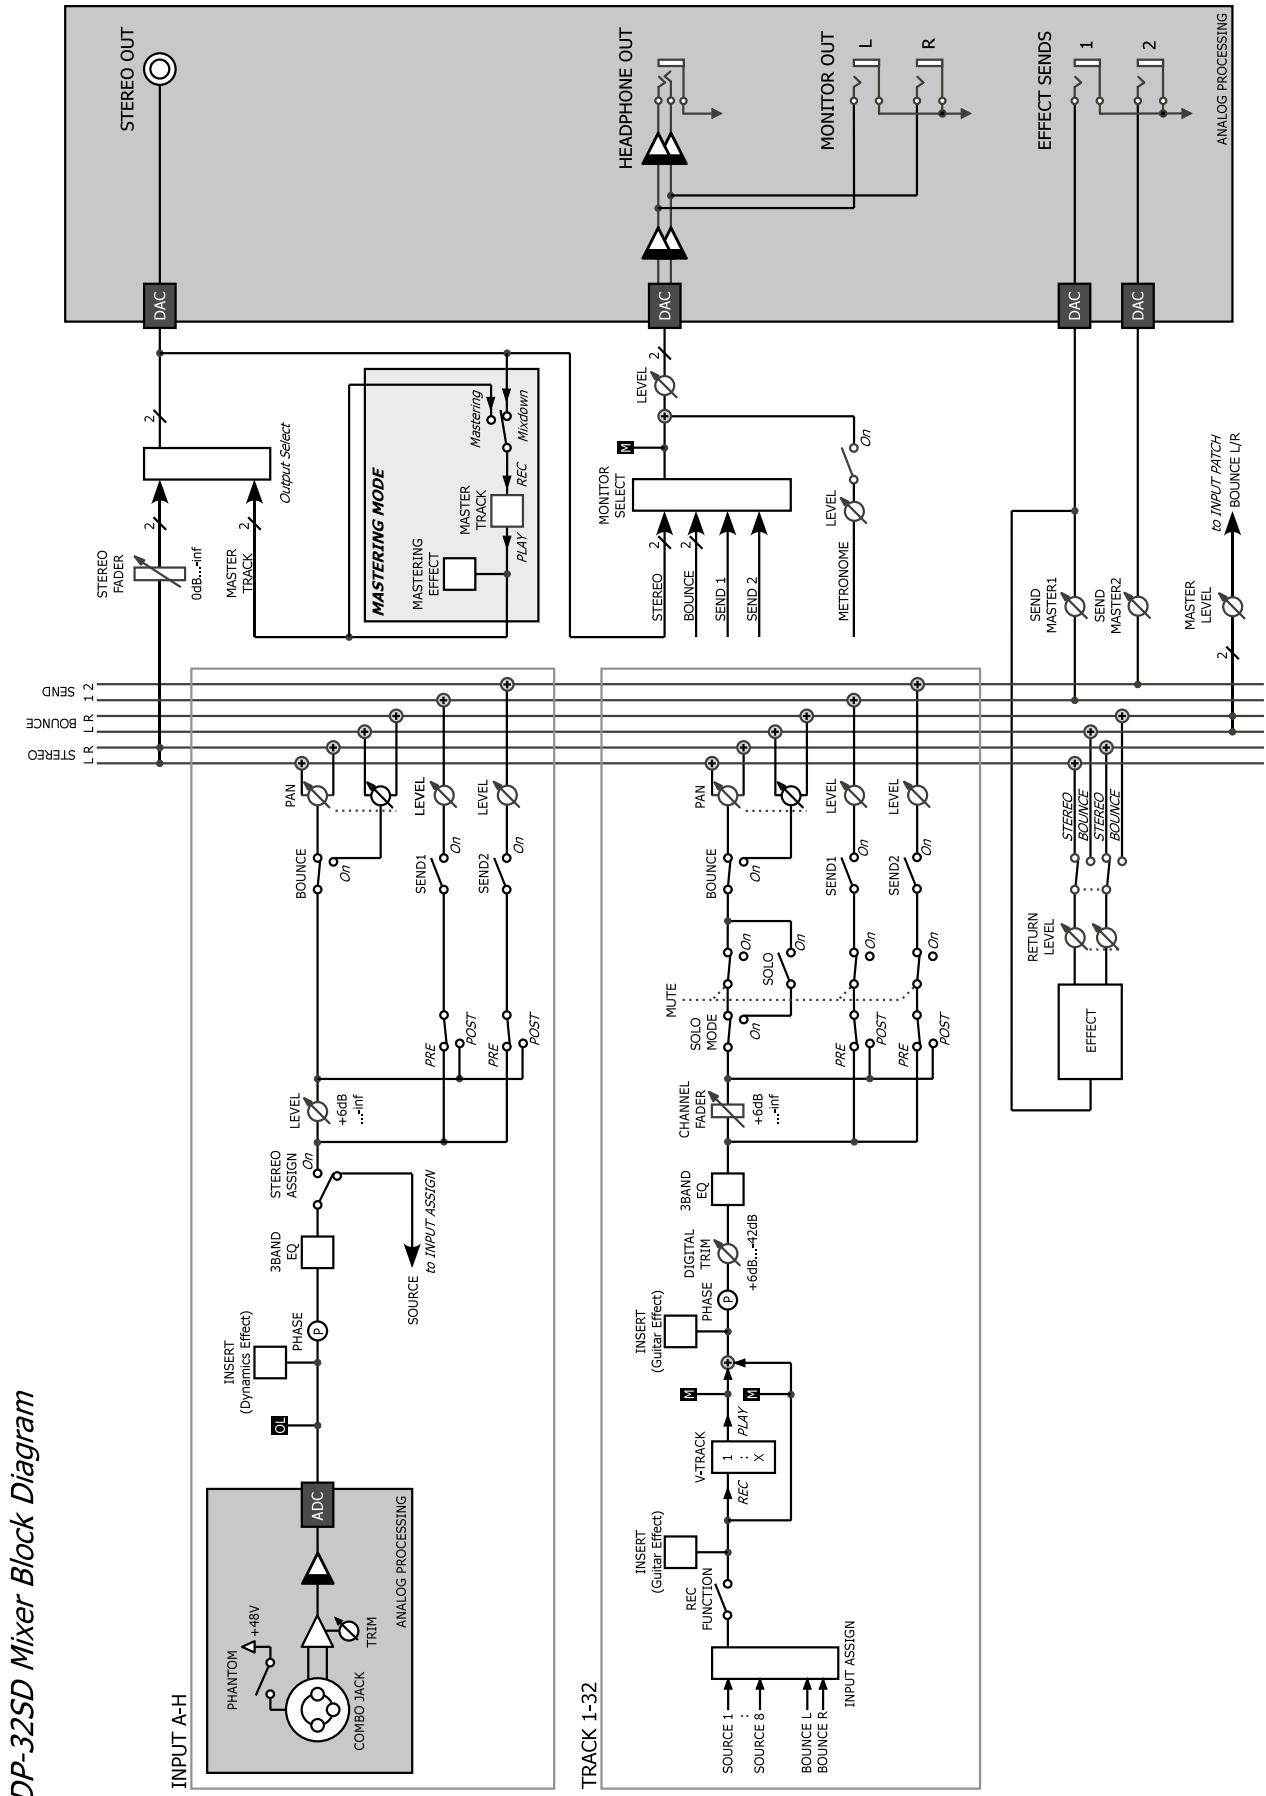 DP-32SD Mixer Block Diagram
INPUT A-H
PHANTOM
+48V
COMBO JACK
TRIM
ADC
ANALOG PROCESSING
OL
INSERT
(Dynamics Effect)
PHASE
P
3BAND
EQ
STEREO
ASSIGN
On
SOURCE
to INPUT ASSIGN
LEVEL
+6dB
...-inf
PRE
POST
PRE
POST
BOUNCE
On
SEND1
On
SEND2
On
PAN
LEVEL
LEVEL
TRACK 1-32
SOURCE 1
:
SOURCE 8
BOUNCE L
BOUNCE R
INPUT ASSIGN
REC
FUNCTION
INSERT
(Guitar Effect)
REC
V-TRACK
1
:
X
PLAY
M
M
INSERT
(Guitar Effect)
PHASE
P
DIGITAL
TRIM
+6dB...-42dB
3BAND
EQ
CHANNEL
FADER
+6dB
...-inf
SOLO
MODE
On
MUTE
SOLO
On
On
PRE
POST
On
PRE
POST
On
BOUNCE
On
SEND1
On
SEND2
On
PAN
LEVEL
LEVEL
EFFECT
RETURN
LEVEL
STEREO
BOUNCE
STEREO
BOUNCE
STEREO
L R
BOUNCE
L R
SEND
1 2
STEREO
FADER
0dB...-inf
2
MASTER
TRACK
2
Output Select
2
MASTERING MODE
MASTERING
EFFECT
PLAY
MASTER
TRACK
REC
Mastering
Mixdown
STEREO
2
BOUNCE
2
SEND 1
SEND 2
MONITOR
SELECT
M
METRONOME
LEVEL
On
LEVEL
2
SEND
MASTER1
SEND
MASTER2
MASTER
LEVEL
2
to INPUT PATCH
BOUNCE L/R
DAC
DAC
DAC
DAC
STEREO OUT
HEADPHONE OUT
MONITOR OUT
L
R
EFFECT SENDS
1
2
ANALOG PROCESSING